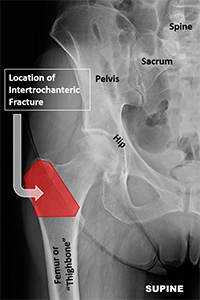 Spine
Sacrum
Pelvis
Location of
Intertrochanteric
Fracture
Hip
Femur or
"Thighbone"
SUPINE